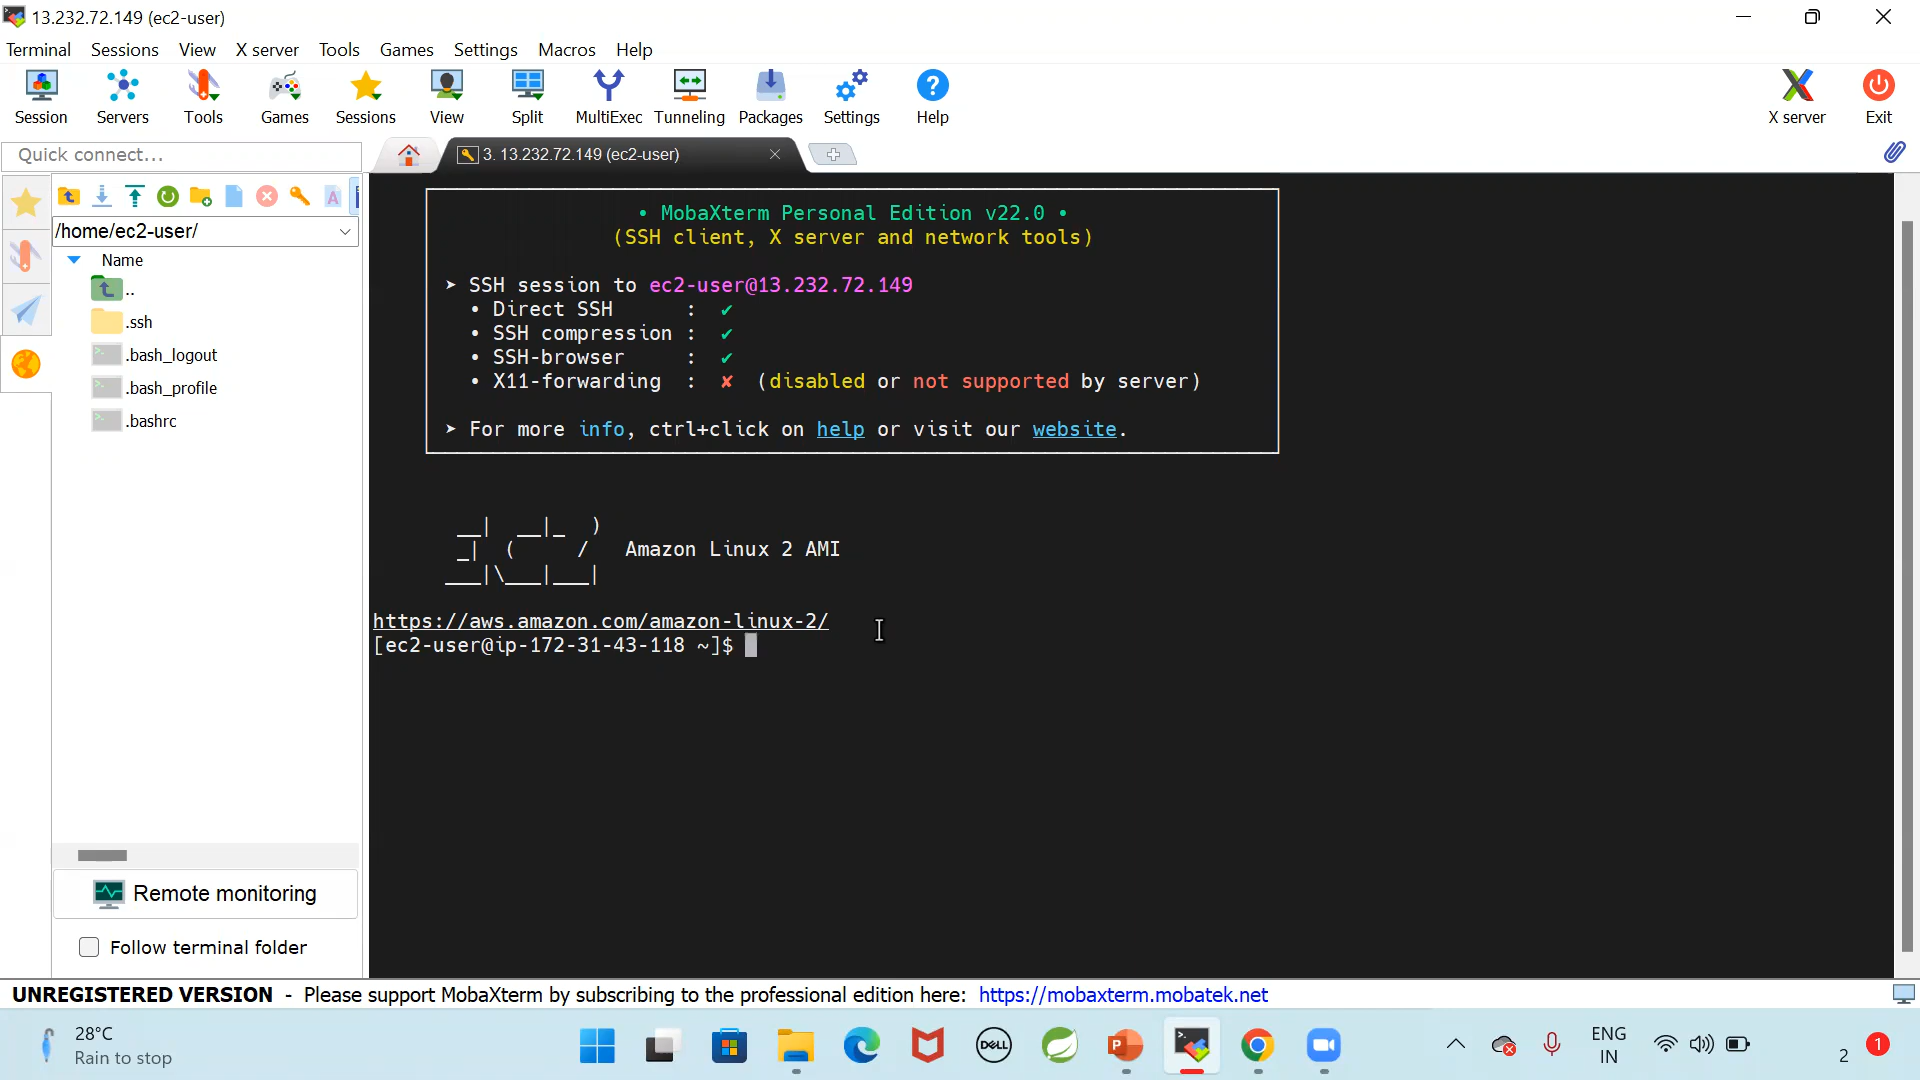 13.232.72.149 (ec2-user)
Terminal Sessions View X server Tools Games Settings Macros Help
Session Servers Tools Games Sessions View Split MultiExec Tunneling Packages Settings Help X server Exit
Quick connect...
3. 13.232.72.149 (ec2-user)
/home/ec2-user/
Name
..
.ssh
.bash_logout
.bash_profile
.bashrc
Remote monitoring
Follow terminal folder
• MobaXterm Personal Edition v22.0 •
(SSH client, X server and network tools)
➤ SSH session to ec2-user@13.232.72.149
• Direct SSH : ✔
• SSH compression : ✔
• SSH-browser : ✔
• X11-forwarding : ✘ (disabled or not supported by server)
➤ For more info, ctrl+click on help or visit our website.
__| __|_ )
_| ( / Amazon Linux 2 AMI
___|\___|___|
https://aws.amazon.com/amazon-linux-2/
[ec2-user@ip-172-31-43-118 ~]$
UNREGISTERED VERSION - Please support MobaXterm by subscribing to the professional edition here: https://mobaxterm.mobatek.net
28°C
Rain to stop
DELL
P
ENG
IN
2
1